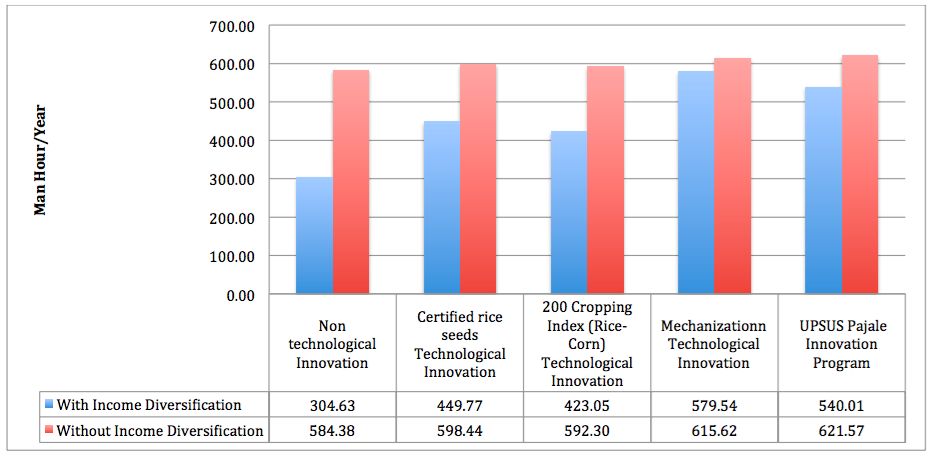 700.00
600.00
500.00
400.00
300.00
200.00
100.00
0.00
Man Hour/Year
Non
technological
Innovation
Certified rice
seeds
Technological
Innovation
200 Cropping
Index (Rice-
Corn)
Technological
Innovation
Mechanizationn
Technological
Innovation
UPSUS Pajale
Innovation
Program
With Income Diversification 304.63 449.77 423.05 579.54 540.01
Without Income Diversification 584.38 598.44 592.30 615.62 621.57